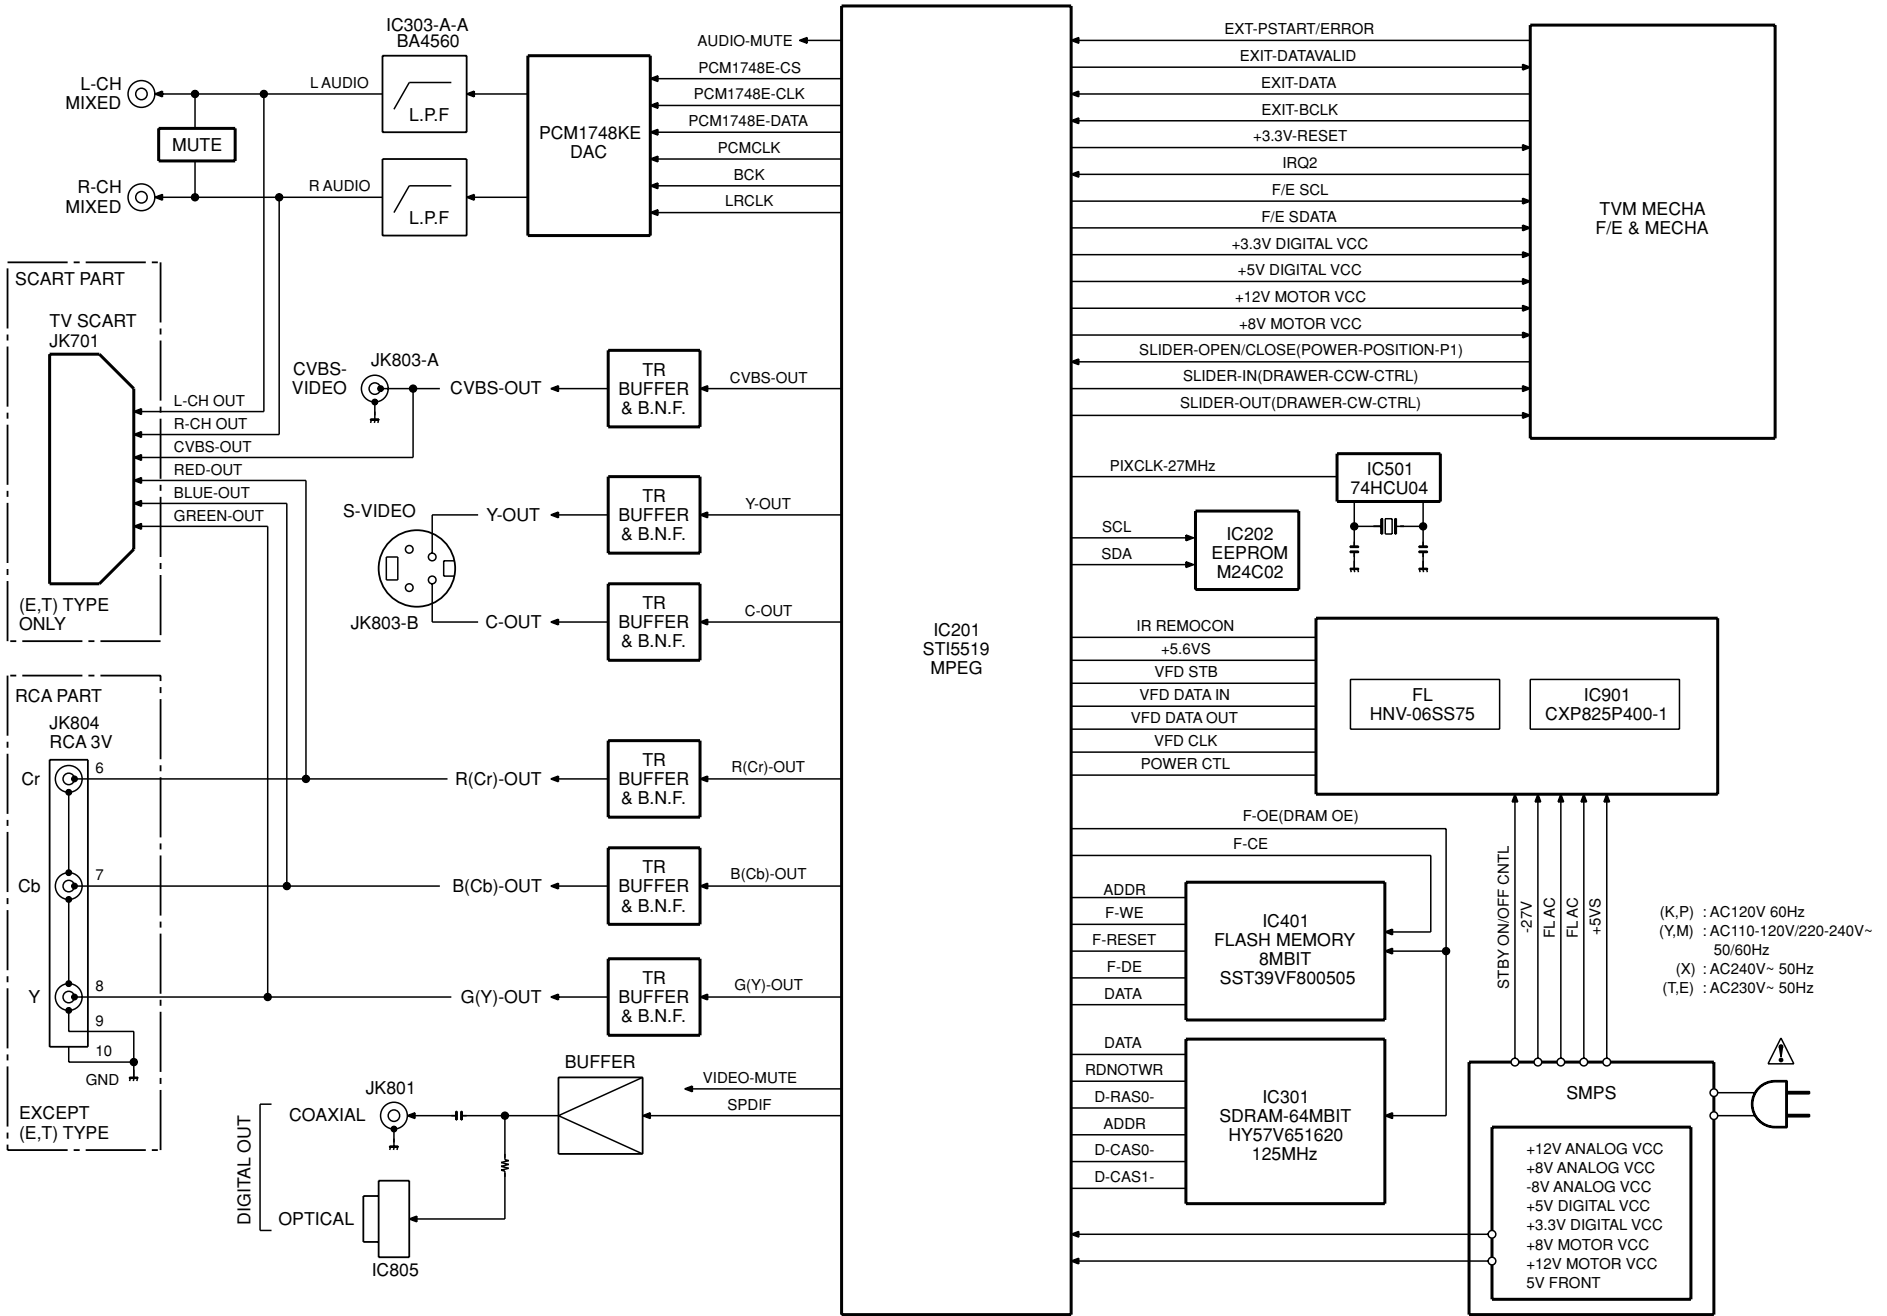 IC303-A-A
BA4560
L-CH
MIXED
L AUDIO
L.P.F
MUTE
R-CH
MIXED
R AUDIO
L.P.F
PCM1748KE
DAC
AUDIO-MUTE
PCM1748E-CS
PCM1748E-CLK
PCM1748E-DATA
PCMCLK
BCK
LRCLK
SCART PART
TV SCART
JK701
L-CH OUT
R-CH OUT
CVBS-OUT
RED-OUT
BLUE-OUT
GREEN-OUT
(E,T) TYPE
ONLY
CVBS-
VIDEO
JK803-A
CVBS-OUT
TR
BUFFER
& B.N.F.
CVBS-OUT
S-VIDEO
JK803-B
Y-OUT
TR
BUFFER
& B.N.F.
Y-OUT
C-OUT
TR
BUFFER
& B.N.F.
C-OUT
RCA PART
JK804
RCA 3V
Cr
6
Cb
7
Y
8
9
10
GND
EXCEPT
(E,T) TYPE
R(Cr)-OUT
TR
BUFFER
& B.N.F.
R(Cr)-OUT
B(Cb)-OUT
TR
BUFFER
& B.N.F.
B(Cb)-OUT
G(Y)-OUT
TR
BUFFER
& B.N.F.
G(Y)-OUT
BUFFER
VIDEO-MUTE
SPDIF
JK801
COAXIAL
DIGITAL OUT
OPTICAL
IC805
IC201
STI5519
MPEG
EXT-PSTART/ERROR
EXIT-DATAVALID
EXIT-DATA
EXIT-BCLK
+3.3V-RESET
IRQ2
F/E SCL
F/E SDATA
+3.3V DIGITAL VCC
+5V DIGITAL VCC
+12V MOTOR VCC
+8V MOTOR VCC
SLIDER-OPEN/CLOSE(POWER-POSITION-P1)
SLIDER-IN(DRAWER-CCW-CTRL)
SLIDER-OUT(DRAWER-CW-CTRL)
TVM MECHA
F/E & MECHA
PIXCLK-27MHz
IC501
74HCU04
SCL
SDA
IC202
EEPROM
M24C02
IR REMOCON
+5.6VS
VFD STB
VFD DATA IN
VFD DATA OUT
VFD CLK
POWER CTL
FL
HNV-06SS75
IC901
CXP825P400-1
F-OE(DRAM OE)
F-CE
ADDR
F-WE
F-RESET
F-DE
DATA
IC401
FLASH MEMORY
8MBIT
SST39VF800505
DATA
RDNOTWR
D-RAS0-
ADDR
D-CAS0-
D-CAS1-
IC301
SDRAM-64MBIT
HY57V651620
125MHz
STBY ON/OFF CNTL
-27V
FL AC
FL AC
+5VS
(K,P) : AC120V 60Hz
(Y,M) : AC110-120V/220-240V~
50/60Hz
(X) : AC240V~ 50Hz
(T,E) : AC230V~ 50Hz
SMPS
+12V ANALOG VCC
+8V ANALOG VCC
-8V ANALOG VCC
+5V DIGITAL VCC
+3.3V DIGITAL VCC
+8V MOTOR VCC
+12V MOTOR VCC
5V FRONT